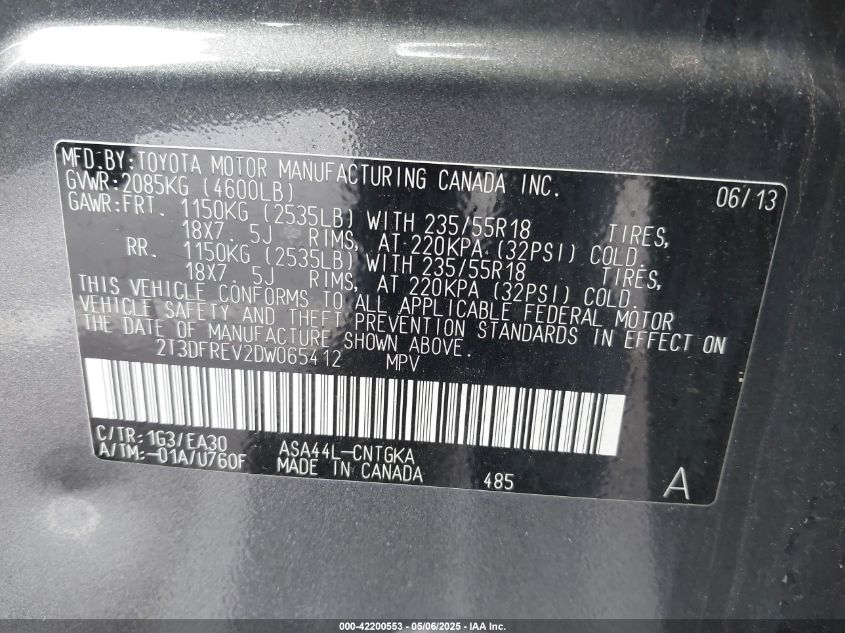 MFD.BY:TOYOTA MOTOR MANUFACTURING CANADA INC. 06/13
GVWR:2085KG (4600LB)
GAWR:FRT. 1150KG (2535LB) WITH 235/55R18 TIRES,
18X7. 5J RIMS, AT 220KPA (32PSI) COLD.
RR. 1150KG (2535LB) WITH 235/55R18 TIRES,
18X7. 5J RIMS, AT 220KPA (32PSI) COLD
THIS VEHICLE CONFORMS TO ALL APPLICABLE FEDERAL MOTOR
VEHICLE SAFETY AND THEFT PREVENTION STANDARDS IN EFFECT ON
THE DATE OF MANUFACTURE SHOWN ABOVE.
2T3DFREV2DW065412 MPV
C/TR:1G3/EA30 ASA44L-CNTGKA
A/TM:-01A/U760F MADE IN CANADA 485 A
000-42200553 - 05/06/2025 - IAA Inc.